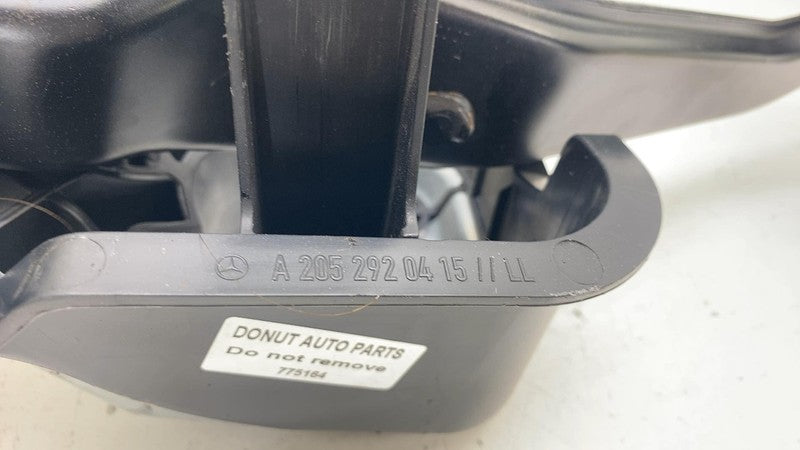 A 205 292 04 15 // LL
DONUT AUTO PARTS
Do not remove
775164